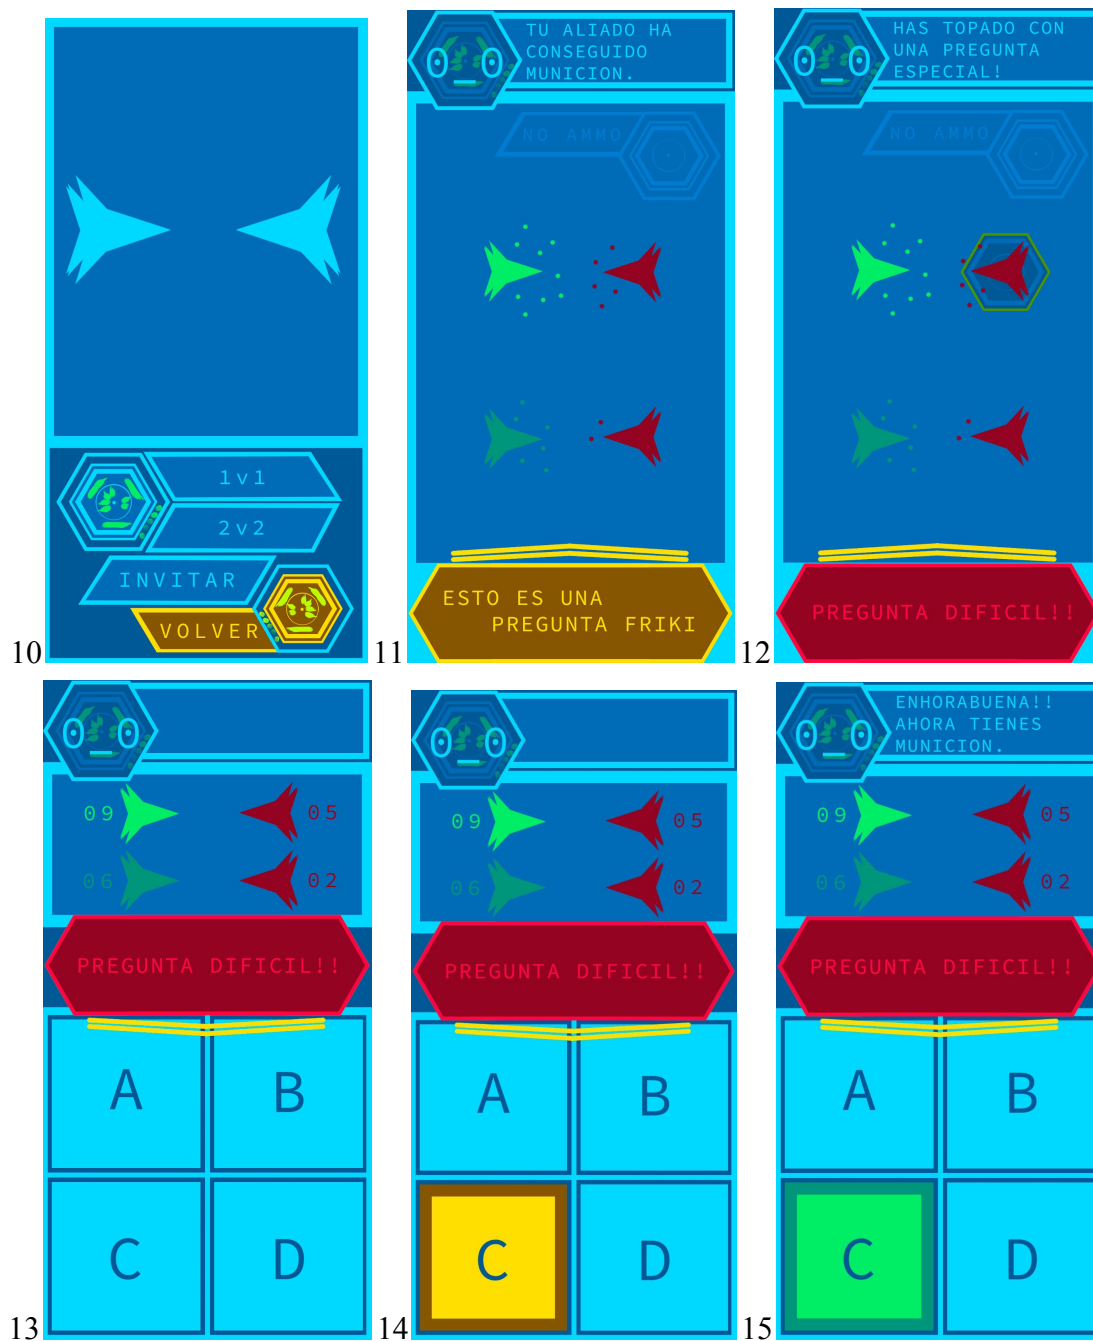 1v1
2v2
INVITAR
VOLVER
10
TU ALIADO HA
CONSEGUIDO
MUNICION.
NO AMMO
ESTO ES UNA
PREGUNTA FRIKI
11
HAS TOPADO CON
UNA PREGUNTA
ESPECIAL!
NO AMMO
PREGUNTA DIFICIL!!
12
09 05
06 02
PREGUNTA DIFICIL!!
A B
C D
13
09 05
06 02
PREGUNTA DIFICIL!!
A B
C D
14
ENHORABUENA!!
AHORA TIENES
MUNICION.
09 05
06 02
PREGUNTA DIFICIL!!
A B
C D
15